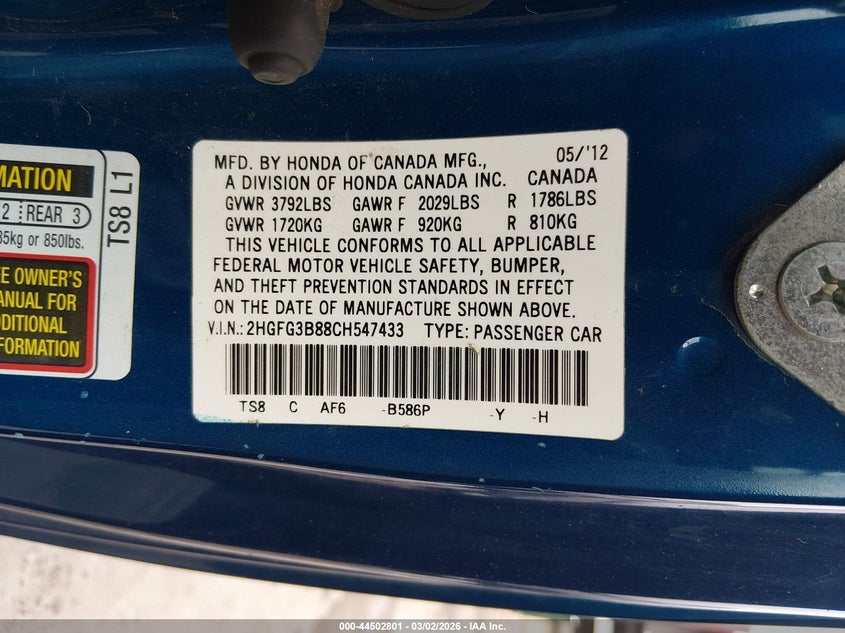 MATION
2 REAR 3
35kg or 850lbs.
EE OWNER'S
ANUAL FOR
DDITIONAL
FORMATION
TS8 L1
MFD. BY HONDA OF CANADA MFG., 05/'12
A DIVISION OF HONDA CANADA INC. CANADA
GVWR 3792LBS GAWR F 2029LBS R 1786LBS
GVWR 1720KG GAWR F 920KG R 810KG
THIS VEHICLE CONFORMS TO ALL APPLICABLE
FEDERAL MOTOR VEHICLE SAFETY, BUMPER,
AND THEFT PREVENTION STANDARDS IN EFFECT
ON THE DATE OF MANUFACTURE SHOWN ABOVE.
V.I.N.: 2HGFG3B88CH547433 TYPE: PASSENGER CAR
TS8 C AF6 -B586P -Y -H
000-44502801 - 03/02/2026 - IAA Inc.